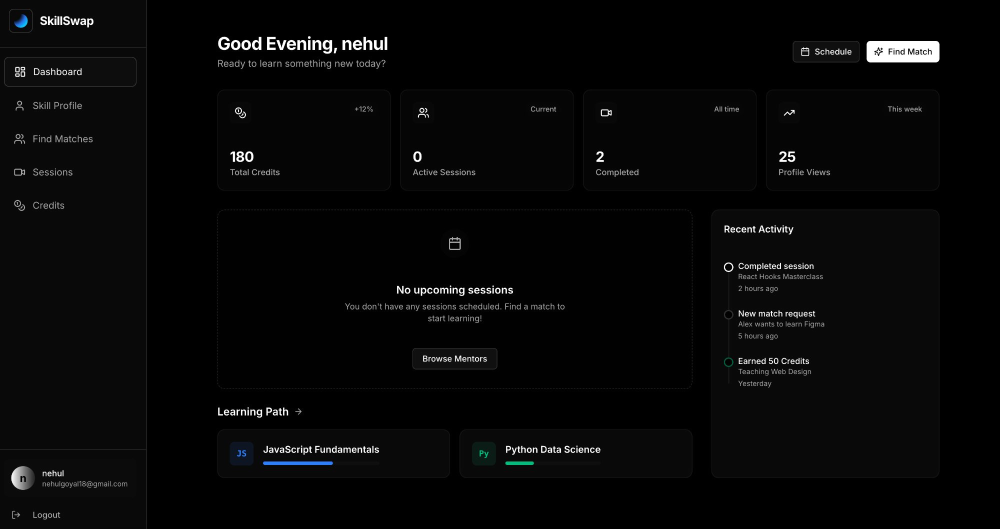 SkillSwap
Dashboard
Skill Profile
Find Matches
Sessions
Credits
n
nehul
nehulgoyal18@gmail.com
Logout
Good Evening, nehul
Ready to learn something new today?
Schedule
Find Match
+12%
180
Total Credits
Current
0
Active Sessions
All time
2
Completed
This week
25
Profile Views
No upcoming sessions
You don't have any sessions scheduled. Find a match to
start learning!
Browse Mentors
Learning Path
JS
JavaScript Fundamentals
Py
Python Data Science
Recent Activity
Completed session
React Hooks Masterclass
2 hours ago
New match request
Alex wants to learn Figma
5 hours ago
Earned 50 Credits
Teaching Web Design
Yesterday